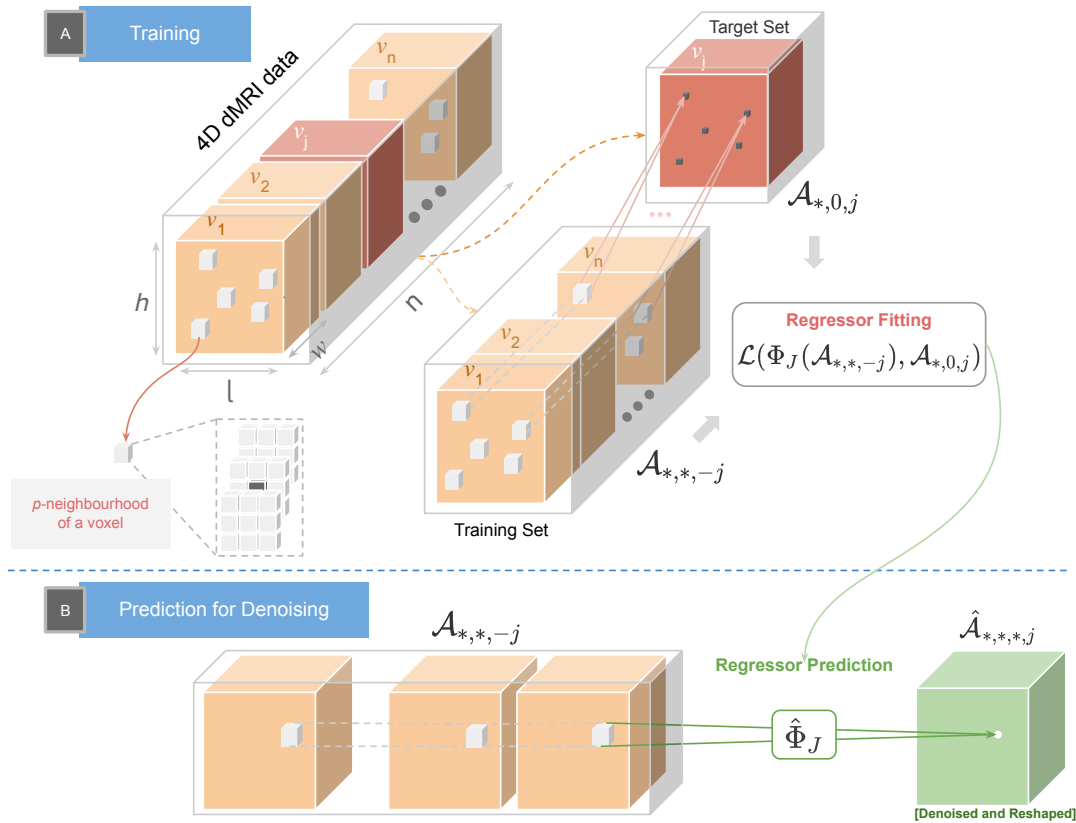 A
Training
4D dMRI data
v_n
v_j
v_2
v_1
h
w
l
n
p-neighbourhood
of a voxel
Target Set
v_j
𝒜_{*,0,j}
v_n
v_2
v_1
Training Set
𝒜_{*,*,-j}
Regressor Fitting
ℒ(Φ_J(𝒜_{*,*,-j}), 𝒜_{*,0,j})
B
Prediction for Denoising
𝒜_{*,*,-j}
Regressor Prediction
Φ̂_J
𝒜̂_{*,*,*,j}
[Denoised and Reshaped]